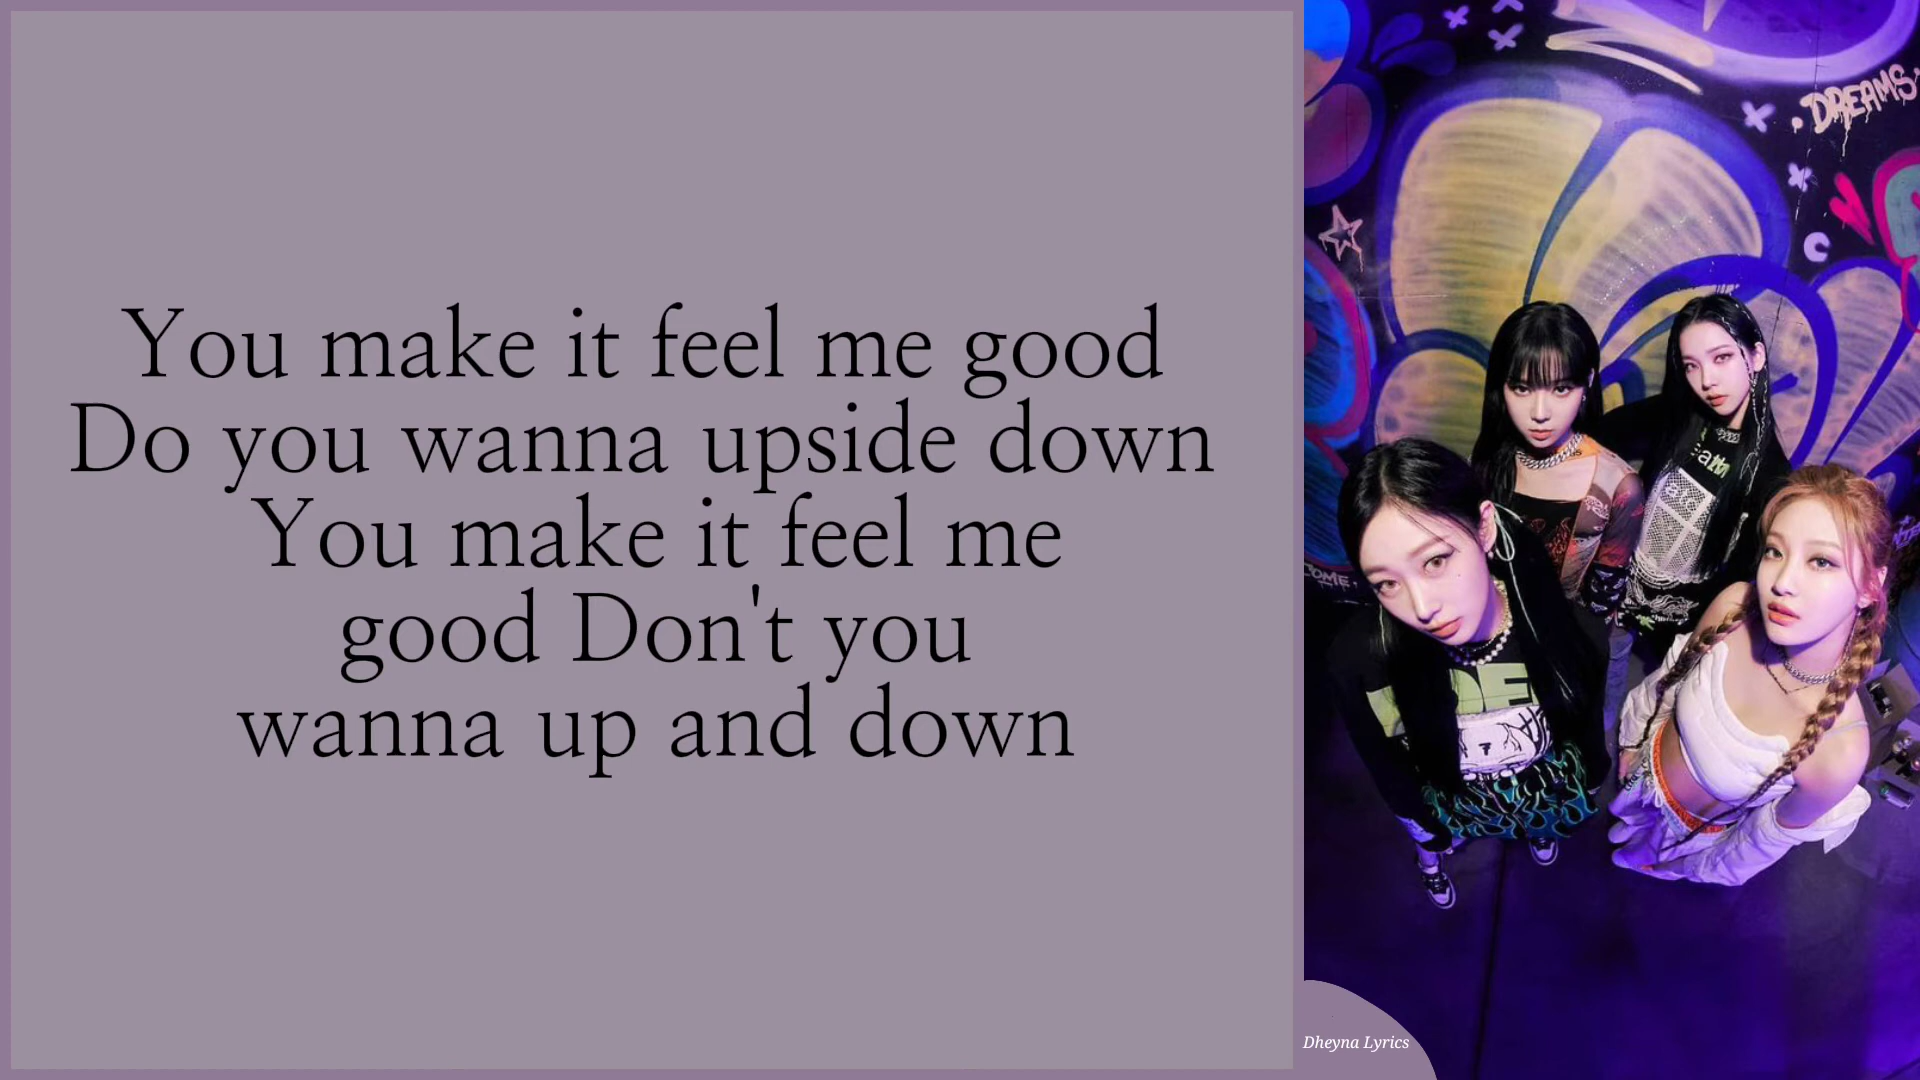 You make it feel me good
Do you wanna upside down
You make it feel me
good Don't you
wanna up and down
DREAMS
Dheyna Lyrics